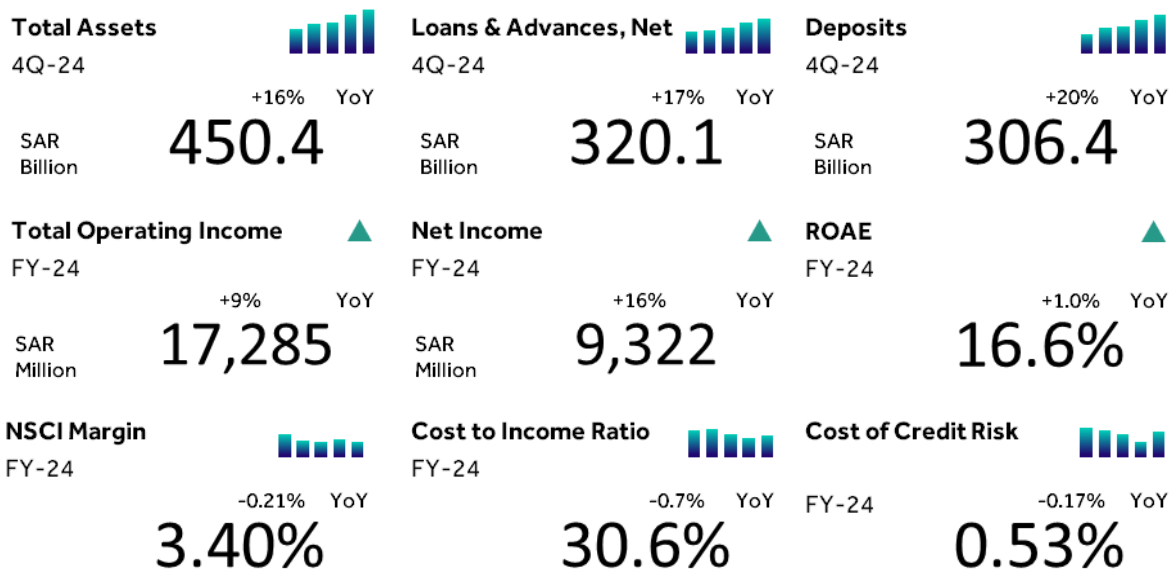 Total Assets
4Q-24
+16% YoY
SAR
Billion
450.4
Loans & Advances, Net
4Q-24
+17% YoY
SAR
Billion
320.1
Deposits
4Q-24
+20% YoY
SAR
Billion
306.4
Total Operating Income
FY-24
+9% YoY
SAR
Million
17,285
Net Income
FY-24
+16% YoY
SAR
Million
9,322
ROAE
FY-24
+1.0% YoY
16.6%
NSCI Margin
FY-24
-0.21% YoY
3.40%
Cost to Income Ratio
FY-24
-0.7% YoY
30.6%
Cost of Credit Risk
FY-24
-0.17% YoY
0.53%